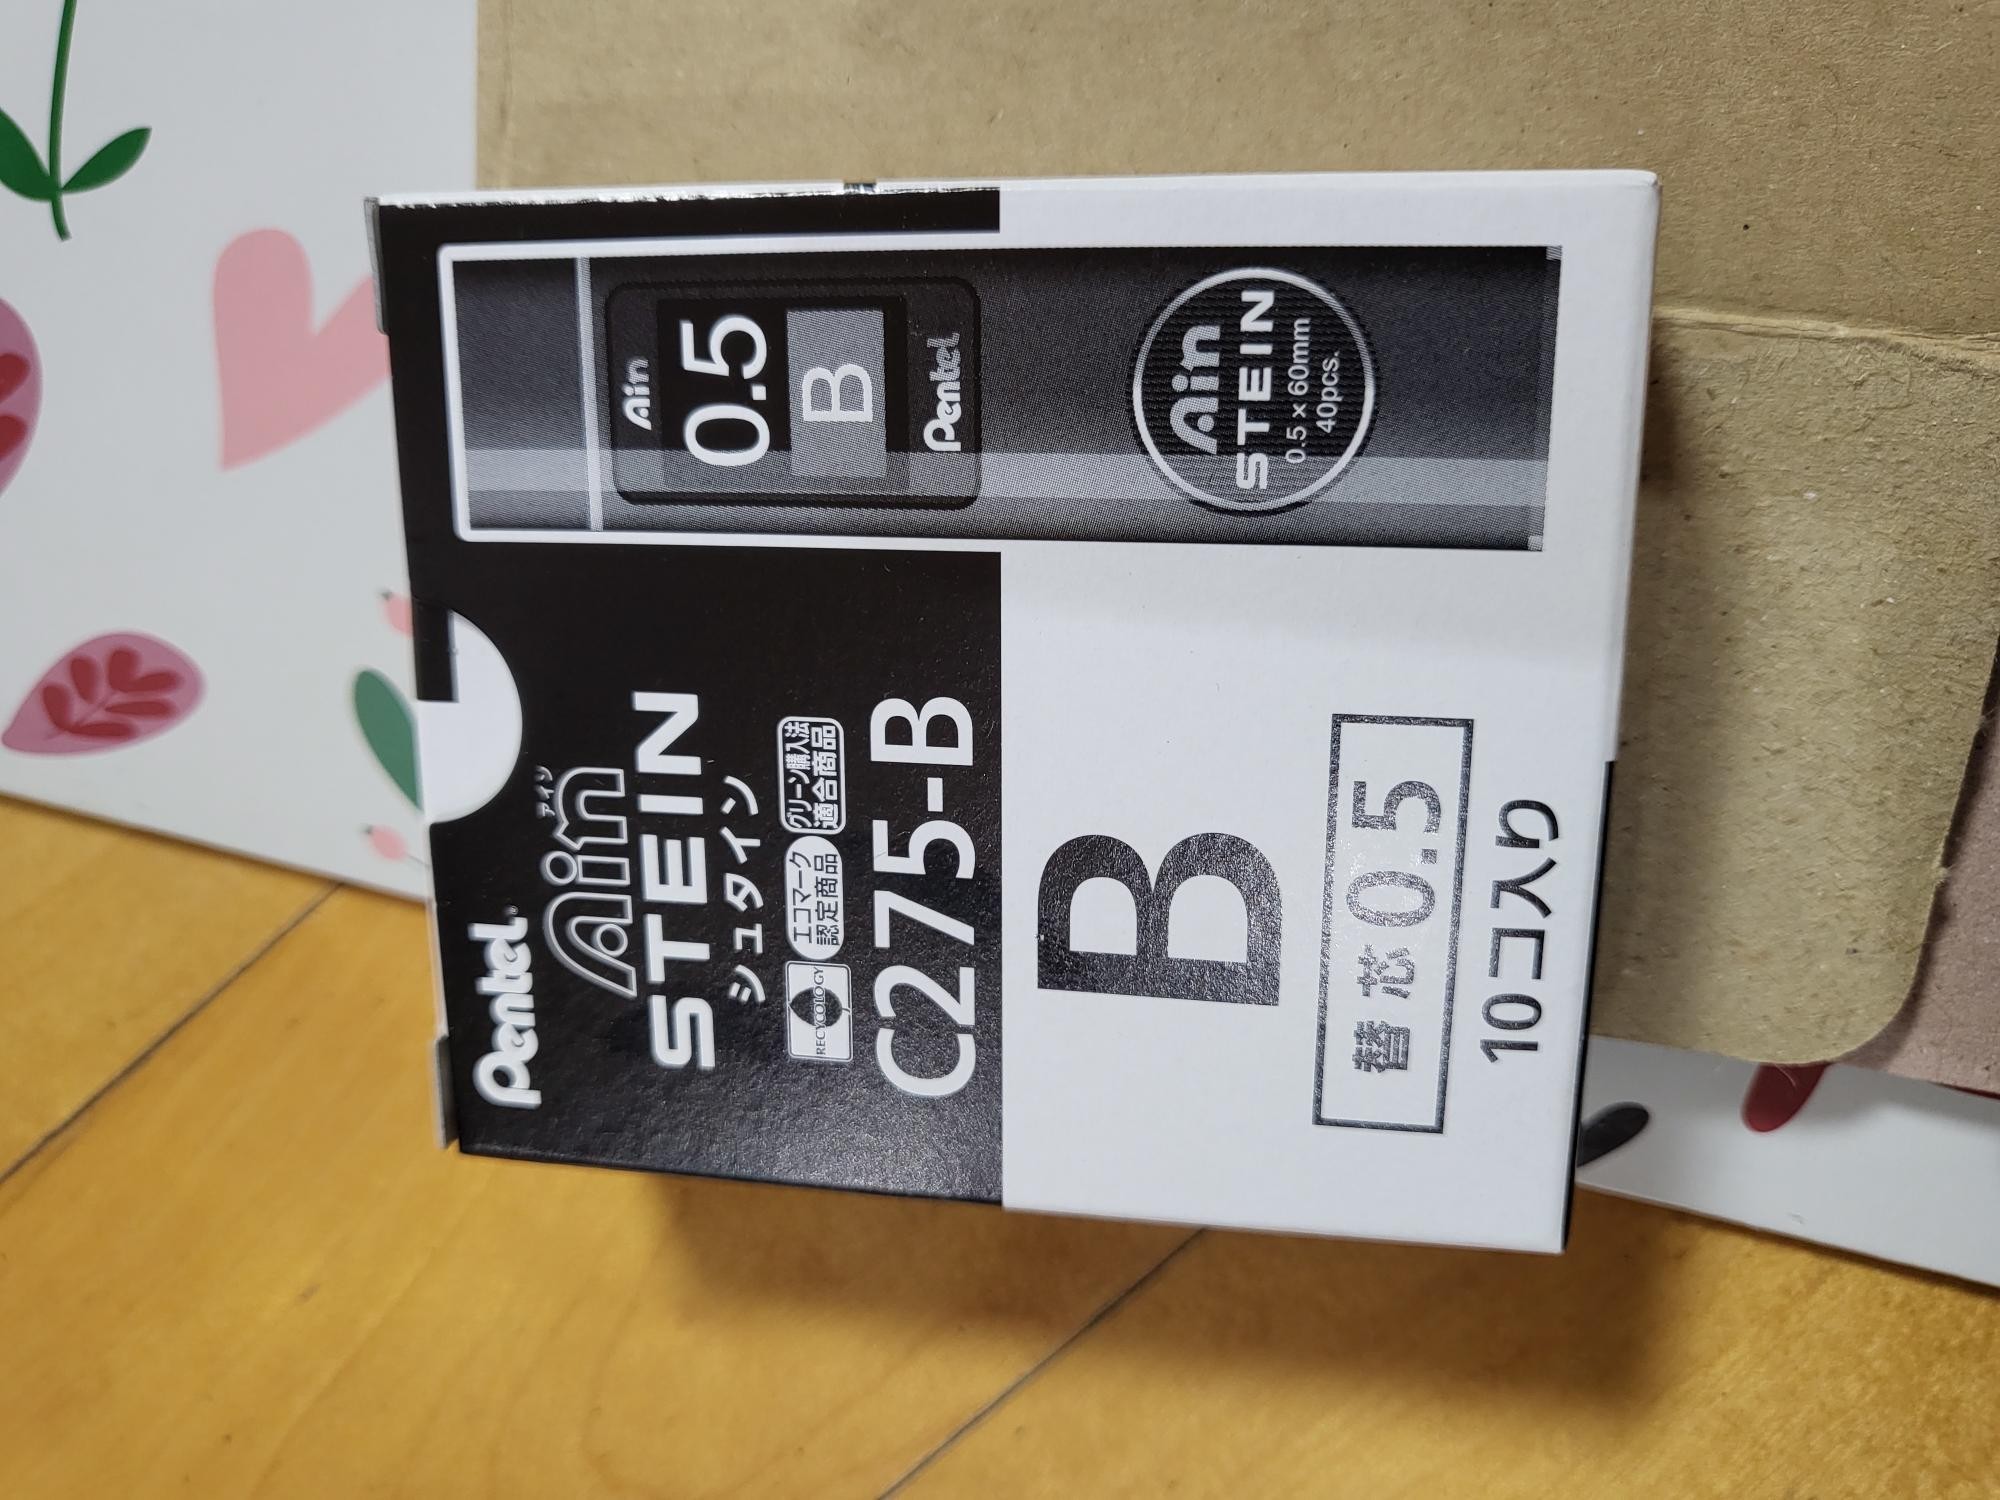 Pentel
アイン
Ain
STEIN
シュタイン
RECYCOLOGY
エコマーク
認定商品
グリーン購入法
適合商品
C275-B
B
替芯0.5
10コ入り
Ain
0.5
B
Pentel
Ain
STEIN
0.5×60mm
40pcs.